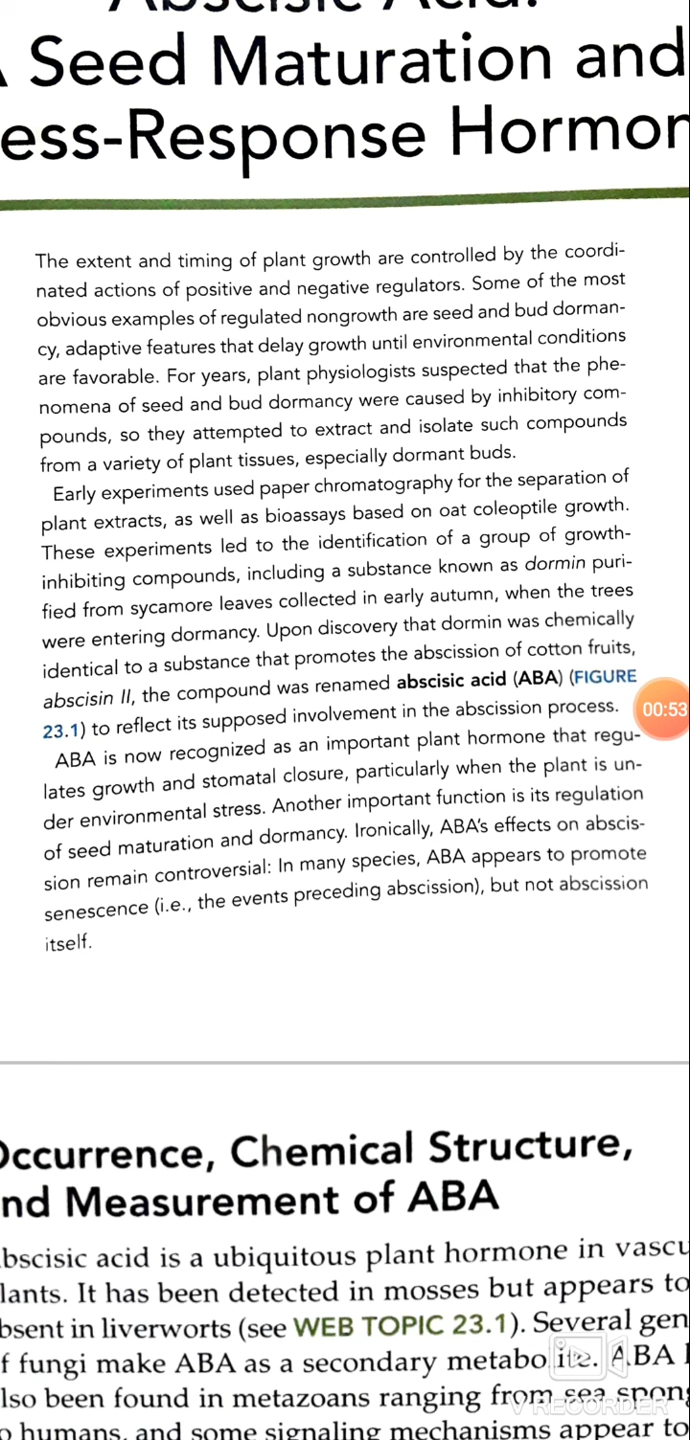 Abscisic Acid:
A Seed Maturation and
ess-Response Hormon
The extent and timing of plant growth are controlled by the coordi-
nated actions of positive and negative regulators. Some of the most
obvious examples of regulated nongrowth are seed and bud dorman-
cy, adaptive features that delay growth until environmental conditions
are favorable. For years, plant physiologists suspected that the phe-
nomena of seed and bud dormancy were caused by inhibitory com-
pounds, so they attempted to extract and isolate such compounds
from a variety of plant tissues, especially dormant buds.
Early experiments used paper chromatography for the separation of
plant extracts, as well as bioassays based on oat coleoptile growth.
These experiments led to the identification of a group of growth-
inhibiting compounds, including a substance known as dormin puri-
fied from sycamore leaves collected in early autumn, when the trees
were entering dormancy. Upon discovery that dormin was chemically
identical to a substance that promotes the abscission of cotton fruits,
abscisin II, the compound was renamed abscisic acid (ABA) (FIGURE
23.1) to reflect its supposed involvement in the abscission process.
00:53
ABA is now recognized as an important plant hormone that regu-
lates growth and stomatal closure, particularly when the plant is un-
der environmental stress. Another important function is its regulation
of seed maturation and dormancy. Ironically, ABA's effects on abscis-
sion remain controversial: In many species, ABA appears to promote
senescence (i.e., the events preceding abscission), but not abscission
itself.
Occurrence, Chemical Structure,
nd Measurement of ABA
bscisic acid is a ubiquitous plant hormone in vascu
lants. It has been detected in mosses but appears to
bsent in liverworts (see WEB TOPIC 23.1). Several gen
f fungi make ABA as a secondary metabolite. ABA
lso been found in metazoans ranging from sea spong
o humans, and some signaling mechanisms appear to
V RECORDER